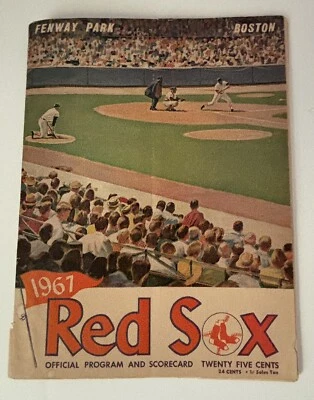 FENWAY PARK BOSTON
1967
Red Sox
OFFICIAL PROGRAM AND SCORECARD TWENTY FIVE CENTS
24 CENTS + 1¢ Sales Tax